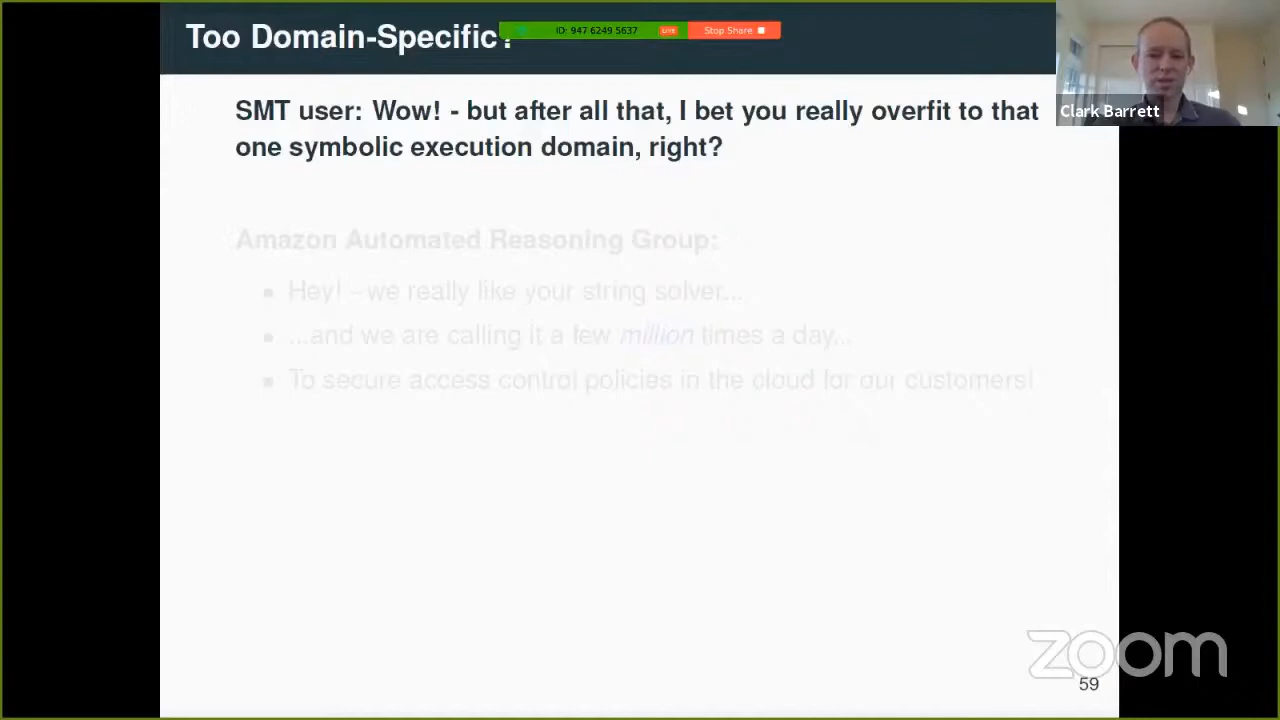 Too Domain-Specific?
ID: 947 6249 5637
LIVE
Stop Share
Clark Barrett
SMT user: Wow! - but after all that, I bet you really overfit to that
one symbolic execution domain, right?
Amazon Automated Reasoning Group:
Hey! - we really like your string solver...
...and we are calling it a few million times a day...
To secure access control policies in the cloud for our customers!
zoom
59